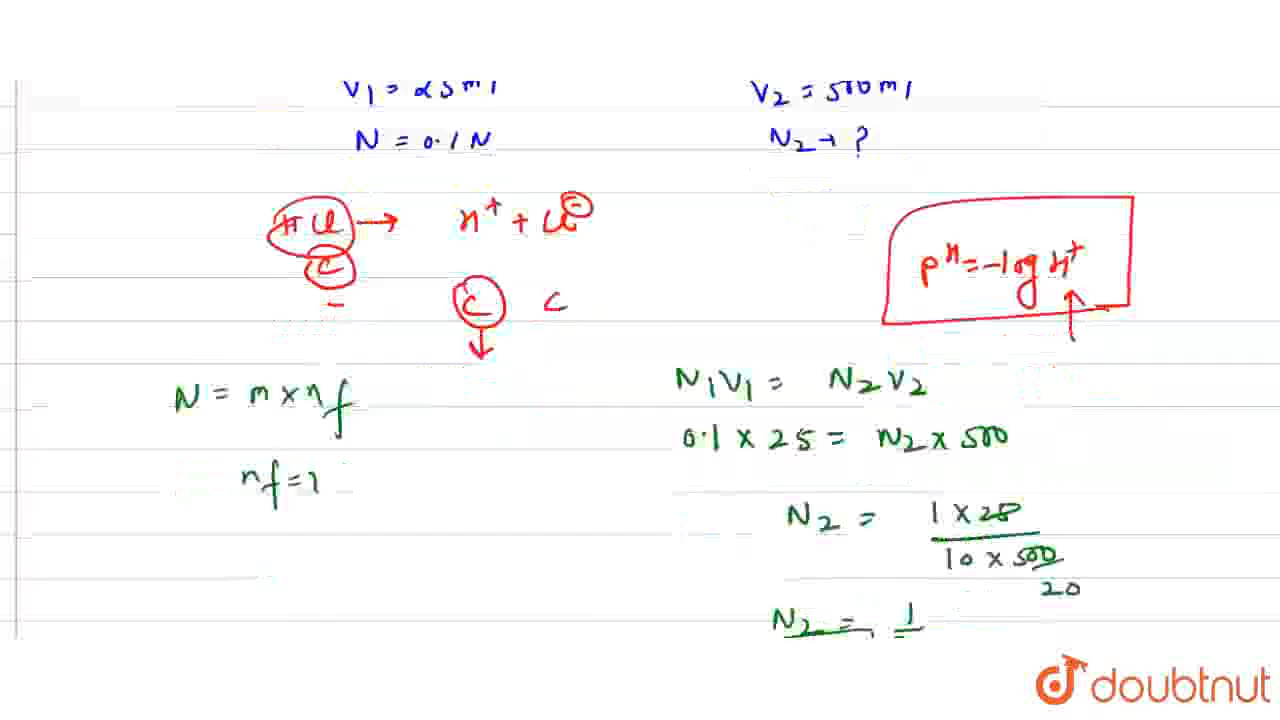 V₁ = 25 ml
V₂ = 500 ml
N = 0.1 N
N₂ → ?
HCl → H⁺ + Cl⊖
C
-
C C
pH = -log H⁺
N = m × nf
nf = 1
N₁V₁ = N₂V₂
0.1 × 25 = N₂ × 500
N₂ = 1 × 25
10 × 500
20
N₂ = 1
doubtnut